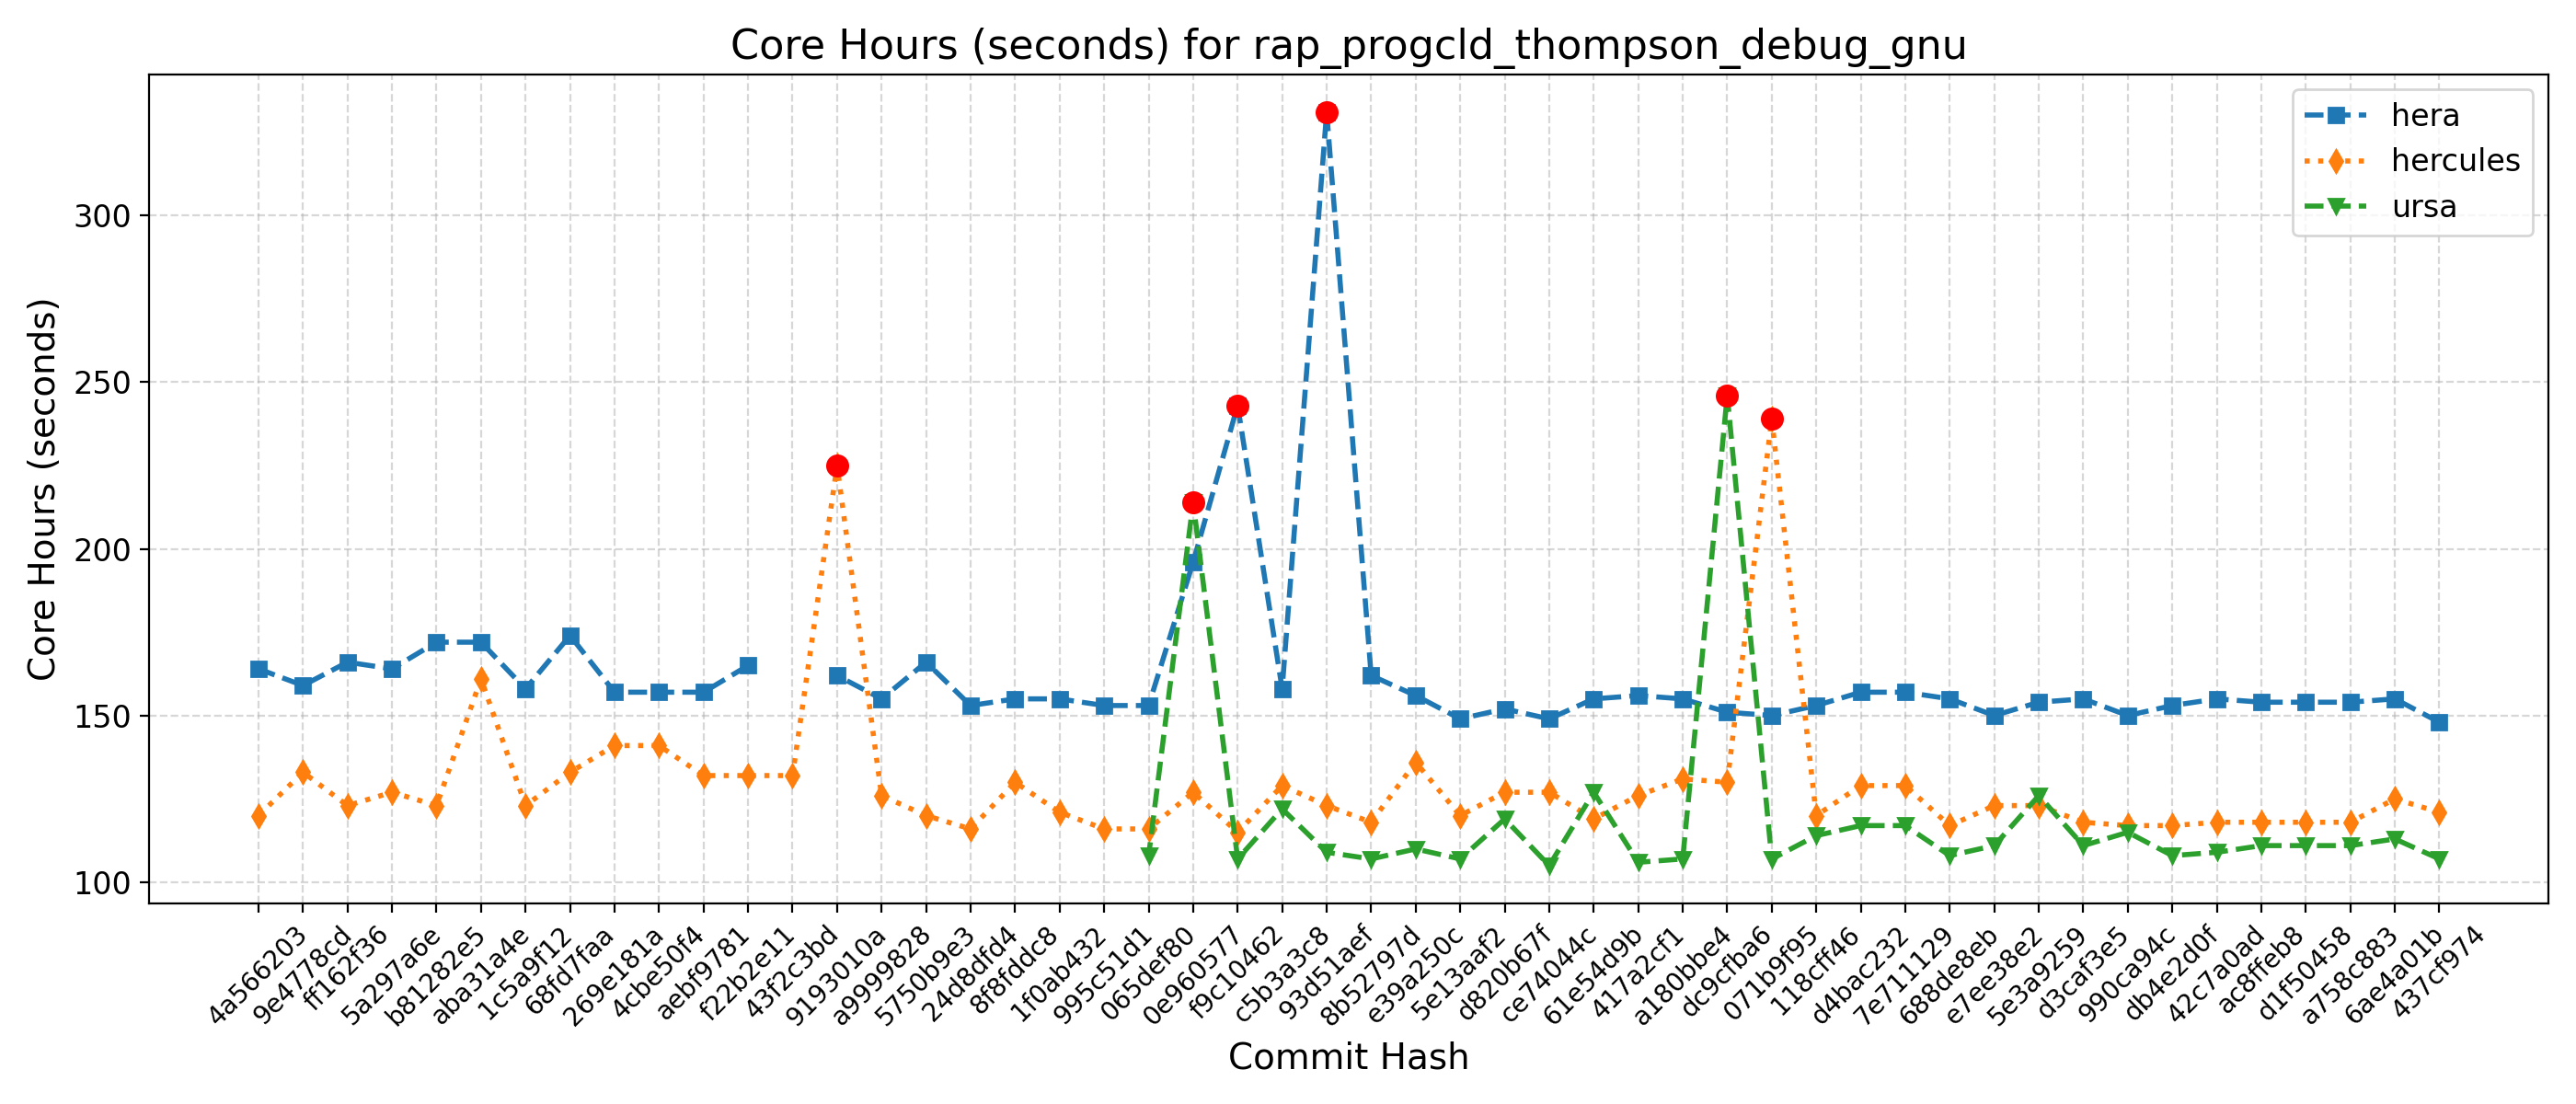 Core Hours (seconds) for rap_progcld_thompson_debug_gnu
hera
hercules
ursa
Core Hours (seconds)
300
250
200
150
100
4a566203
9e4778cd
ff162f36
5a297a6e
b81282e5
aba31a4e
1c5a9f12
68fd7faa
269e181a
4cbe50f4
aebf9781
f22b2e11
43f2c3bd
9193010a
a9999828
5750b9e3
24d8dfd4
8f8fddc8
1f0ab432
995c51d1
065def80
0e960577
f9c10462
c5b3a3c8
93d51aef
8b52797d
e39a250c
5e13aaf2
d820b67f
ce74044c
61e54d9b
417a2cf1
a180bbe4
dc9cfba6
071b9f95
118cff46
d4bac232
7e711129
688de8eb
e7ee38e2
5e3a9259
d3caf3e5
990ca94c
db4e2d0f
42c7a0ad
ac8ffeb8
d1f50458
a758c883
6ae4a01b
437cf974
Commit Hash